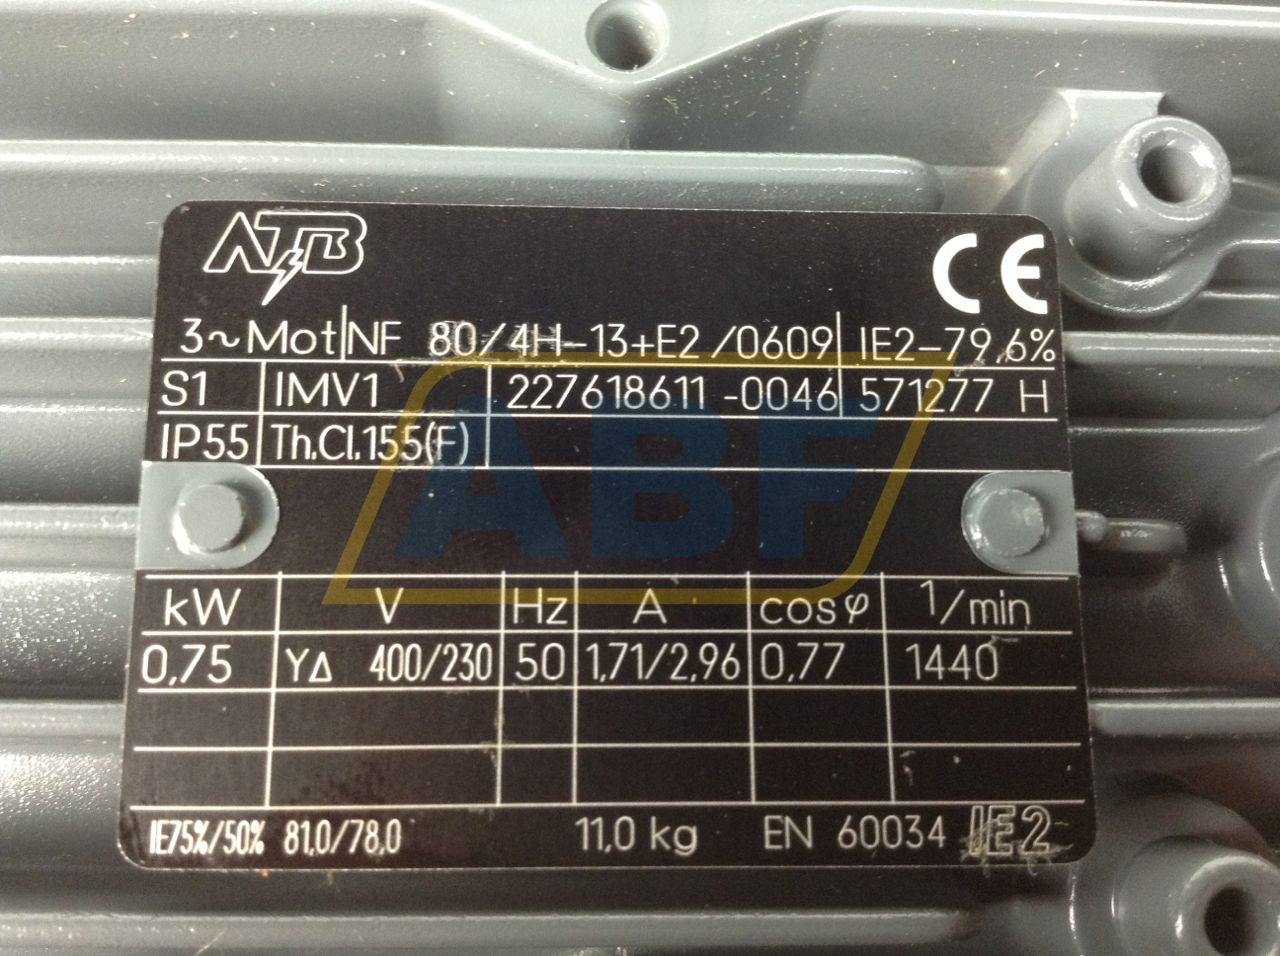 ATB
CE
3~Mot NF 80/4H-13+E2 /0609 IE2-79,6%
S1 IMV1 227618611 -0046 571277 H
IP55 Th.Cl.155(F)
ABF
kW V Hz A cosφ 1/min
0,75 YΔ 400/230 50 1,71/2,96 0,77 1440
IE75%/50% 81,0/78,0 11,0 kg EN 60034 IE2